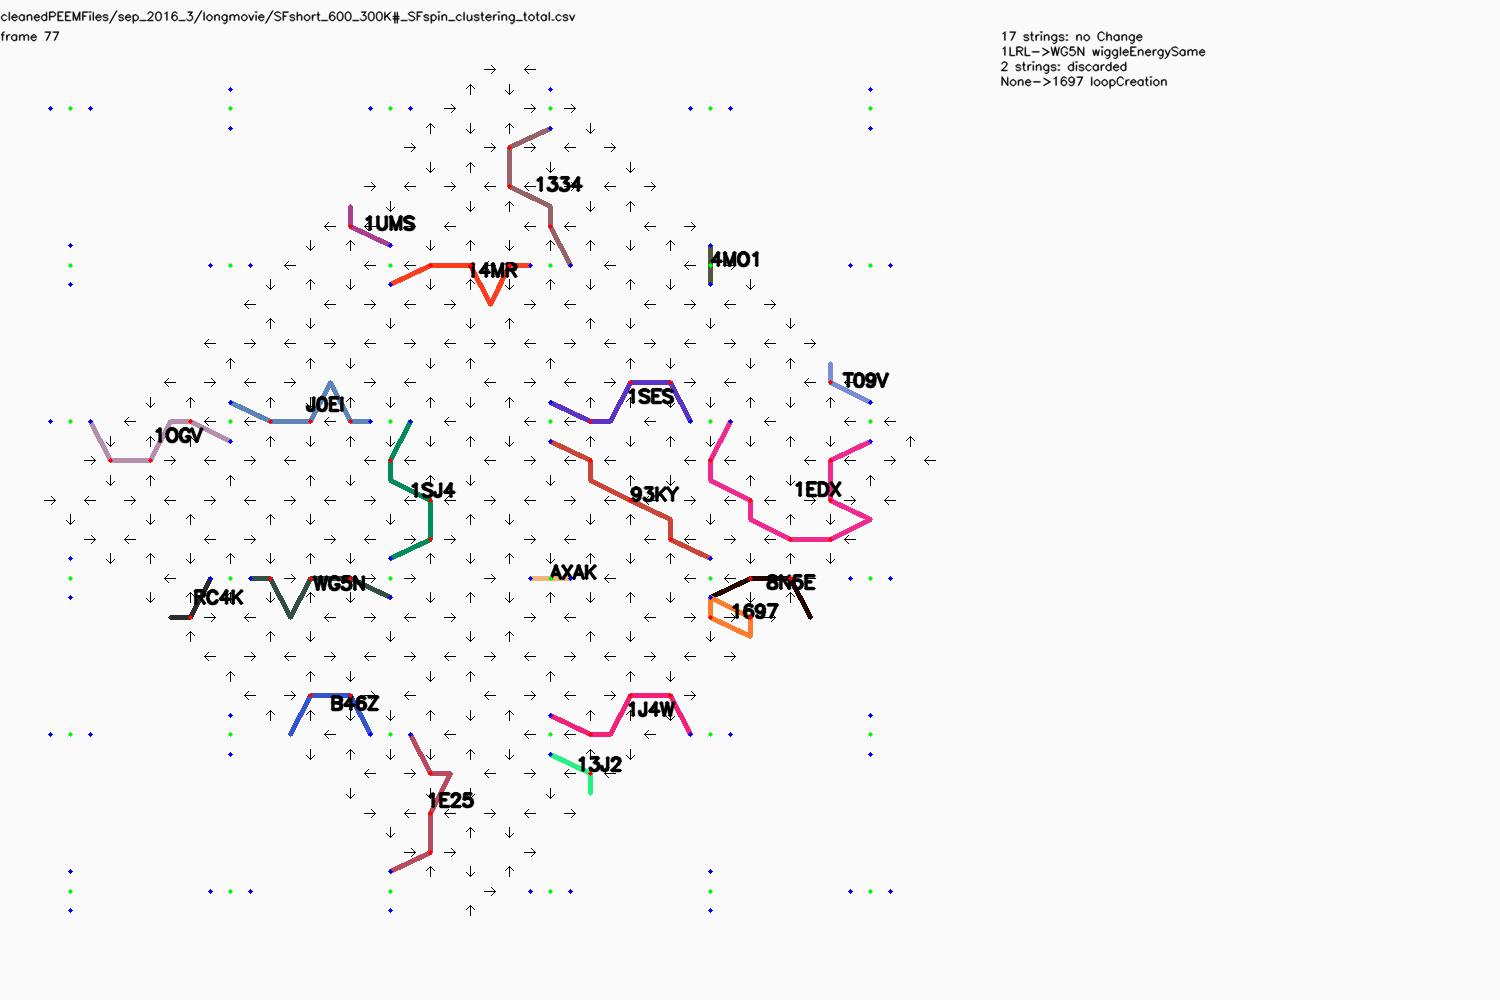 cleanedPEEMFiles/sep_2016_3/longmovie/SFshort_600_300K#_SFspin_clustering_total.csv
frame 77
17 strings: no Change
1LRL->WG5N wiggleEnergySame
2 strings: discarded
None->1697 loopCreation
1334
1UMS
4MO1
14MR
T09V
1SES
J0EI
1OGV
1SJ4
93KY
1EDX
AXAK
WG5N
8N5E
RC4K
1697
B46Z
1J4W
13J2
1E25